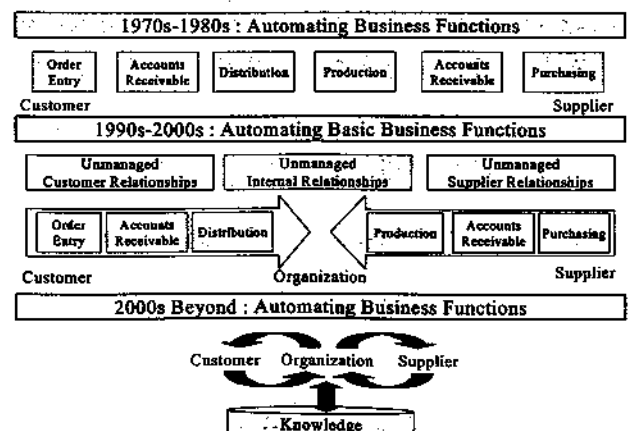 1970s-1980s : Automating Business Functions
Order Entry
Accounts Receivable
Distribution
Production
Accounts Receivable
Purchasing
Customer
Supplier
1990s-2000s : Automating Basic Business Functions
Unmanaged Customer Relationships
Unmanaged Internal Relationships
Unmanaged Supplier Relationships
Order Entry
Accounts Receivable
Distribution
Production
Accounts Receivable
Purchasing
Customer
Organization
Supplier
2000s Beyond : Automating Business Functions
Customer
Organization
Supplier
Knowledge